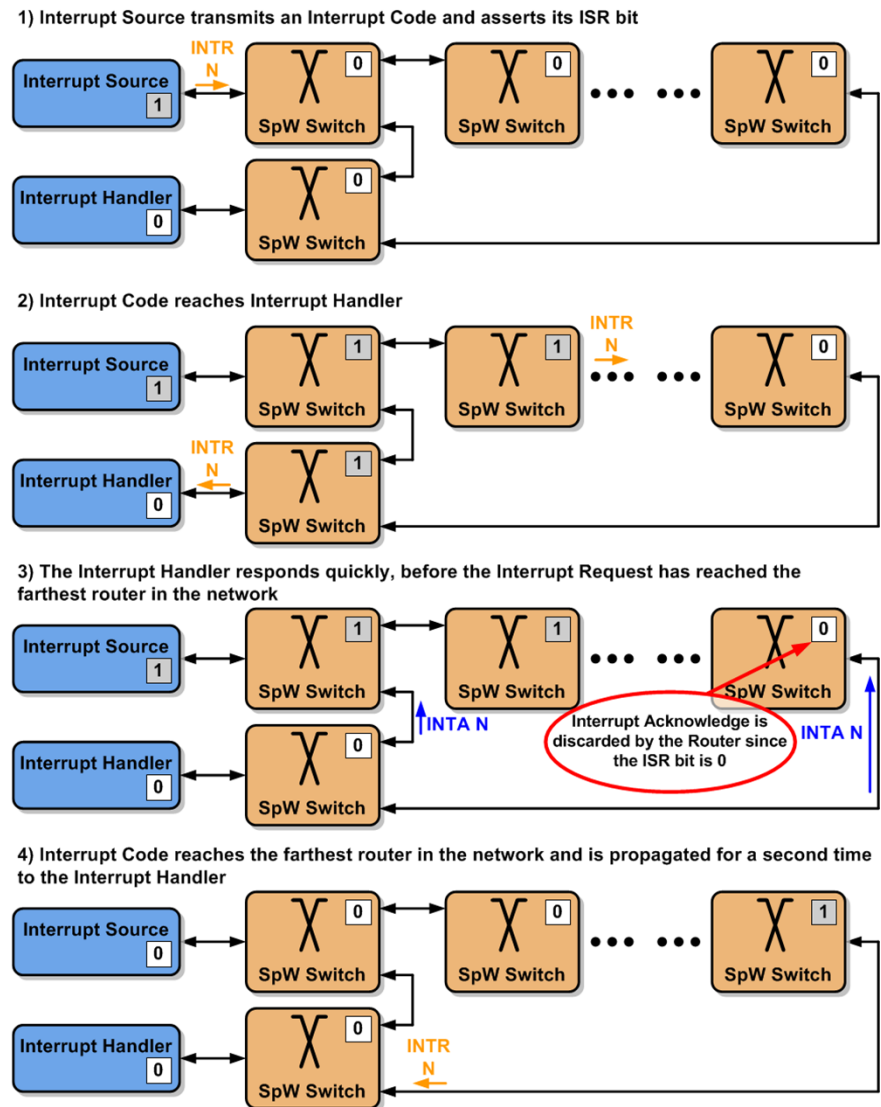 1) Interrupt Source transmits an Interrupt Code and asserts its ISR bit
INTR
N
Interrupt Source
1
0
SpW Switch
0
SpW Switch
0
SpW Switch
Interrupt Handler
0
0
SpW Switch
2) Interrupt Code reaches Interrupt Handler
Interrupt Source
1
1
SpW Switch
1
SpW Switch
INTR
N
0
SpW Switch
INTR
N
Interrupt Handler
0
1
SpW Switch
3) The Interrupt Handler responds quickly, before the Interrupt Request has reached the
farthest router in the network
Interrupt Source
1
1
SpW Switch
1
SpW Switch
0
SpW Switch
INTA N
Interrupt Acknowledge is
discarded by the Router since
the ISR bit is 0
INTA N
Interrupt Handler
0
0
SpW Switch
4) Interrupt Code reaches the farthest router in the network and is propagated for a second time
to the Interrupt Handler
Interrupt Source
0
0
SpW Switch
0
SpW Switch
1
SpW Switch
Interrupt Handler
0
0
SpW Switch
INTR
N